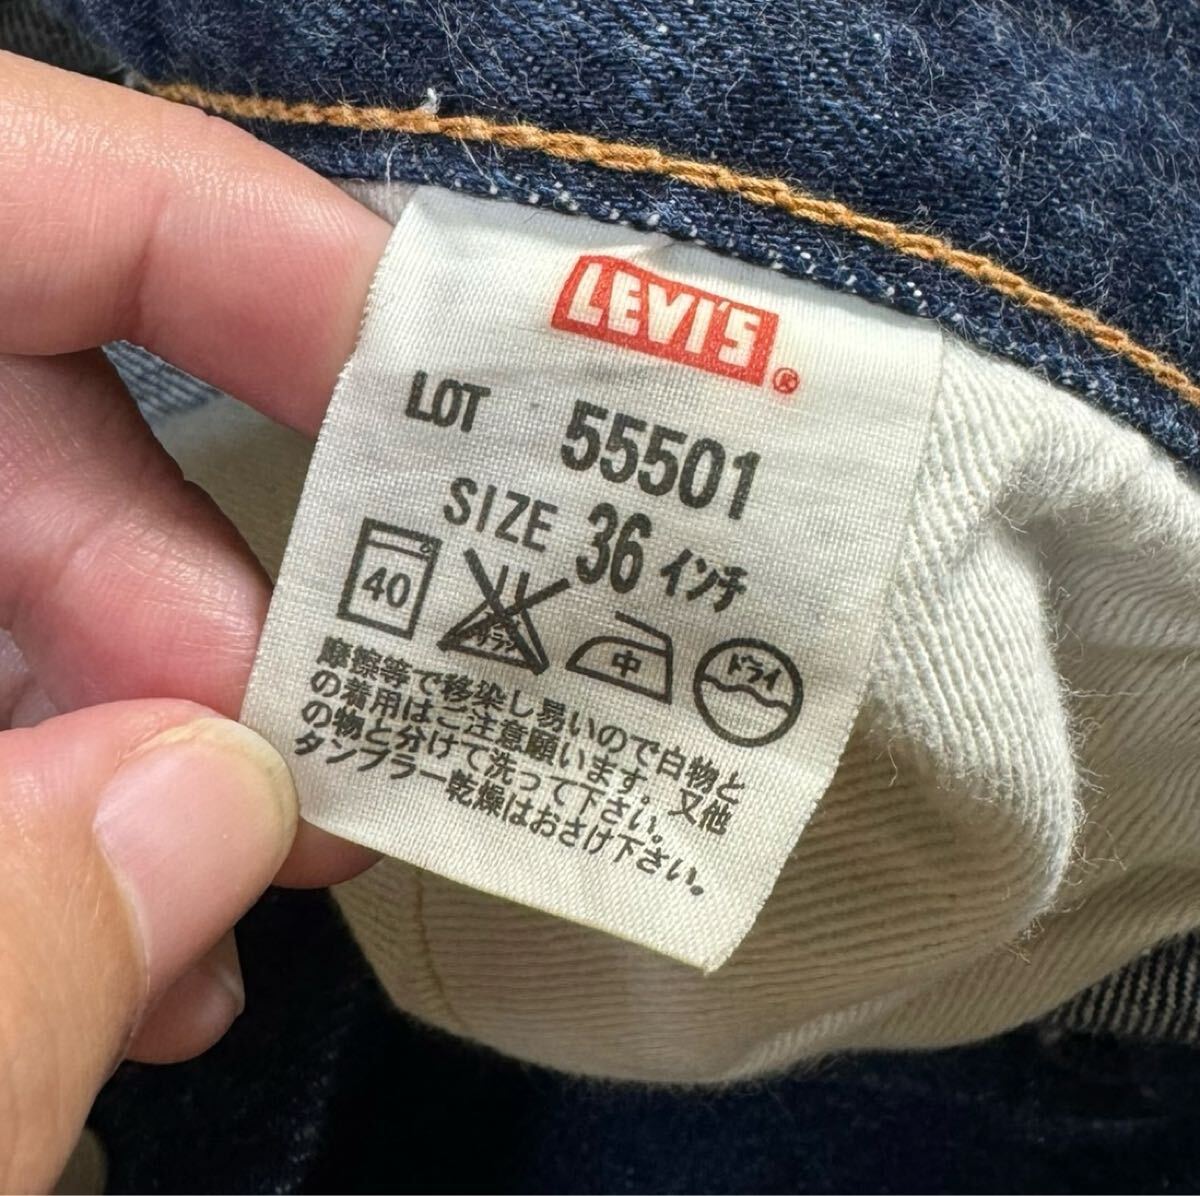 LEVI'S®
LOT 55501
SIZE 36 インチ
40 中 ドライ
摩擦等で移染し易いので白物と
の着用はご注意願います。又他
の物と分けて洗って下さい。
タンブラー乾燥はおさけ下さい。